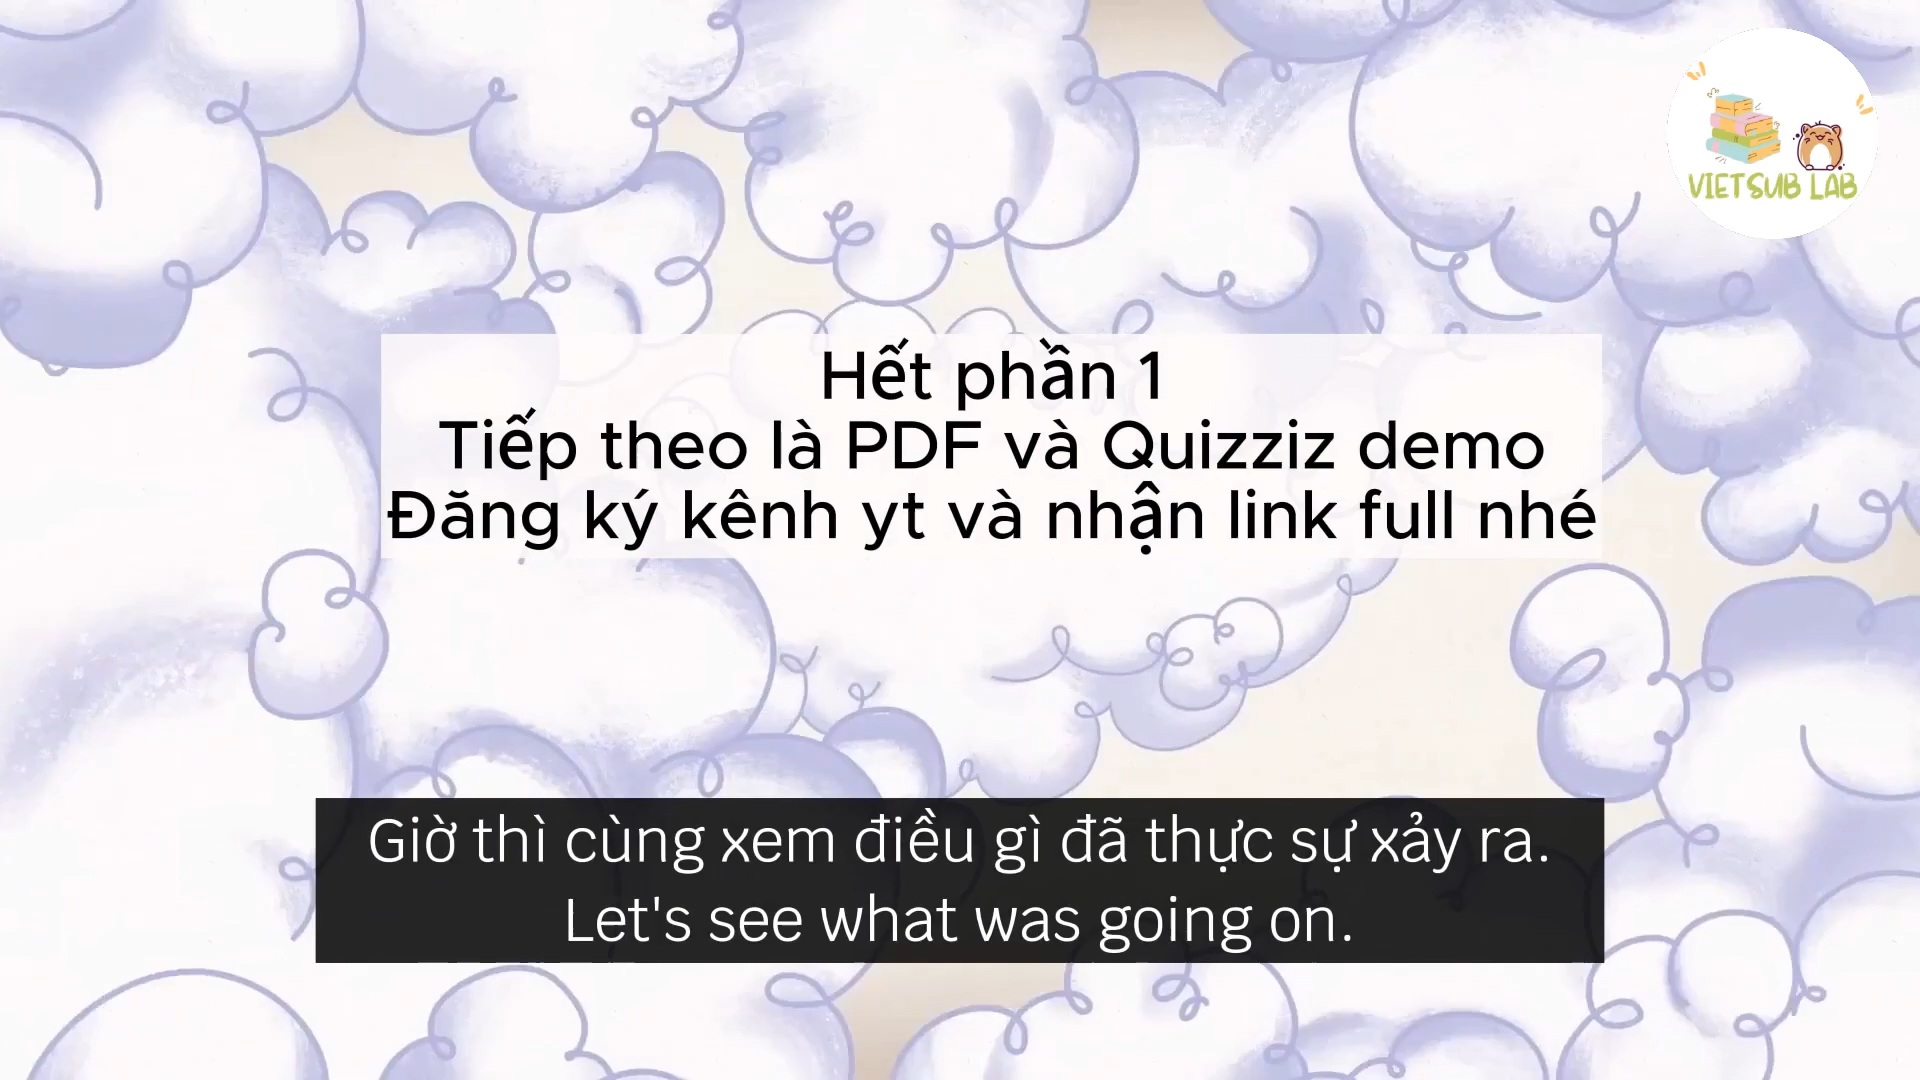 VIETSUB LAB
Hết phần 1
Tiếp theo là PDF và Quizziz demo
Đăng ký kênh yt và nhận link full nhé
Giờ thì cùng xem điều gì đã thực sự xảy ra.
Let's see what was going on.